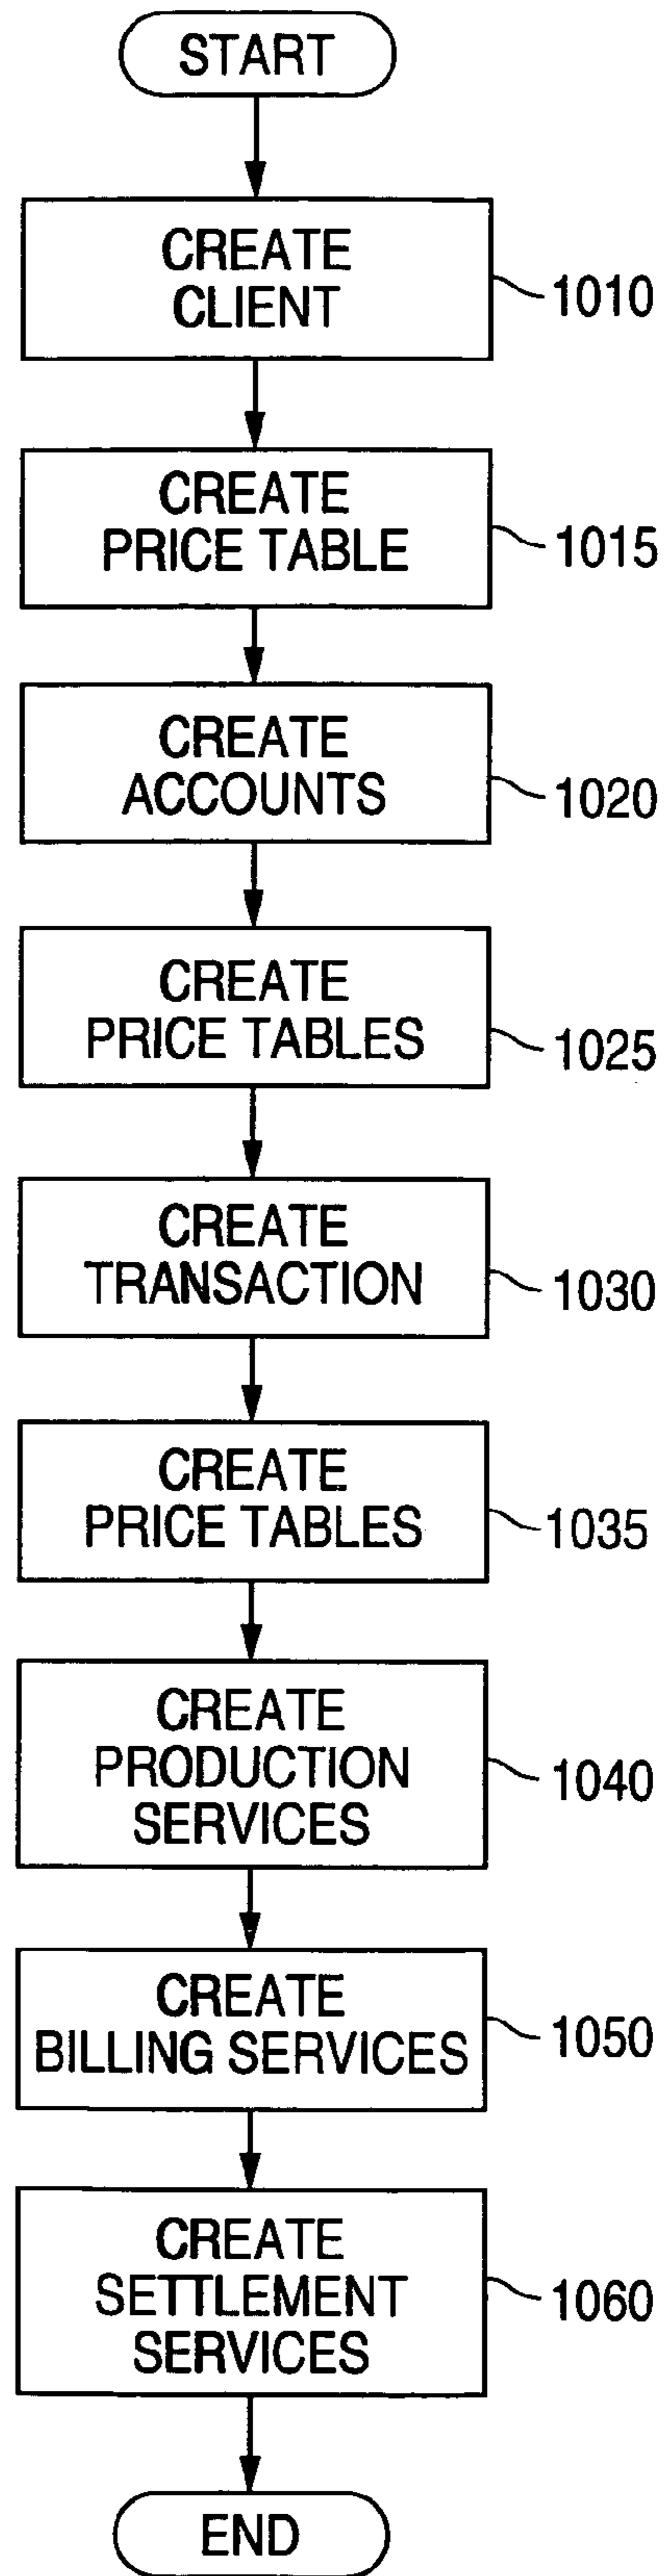 START
CREATE
CLIENT
1010
CREATE
PRICE TABLE
1015
CREATE
ACCOUNTS
1020
CREATE
PRICE TABLES
1025
CREATE
TRANSACTION
1030
CREATE
PRICE TABLES
1035
CREATE
PRODUCTION
SERVICES
1040
CREATE
BILLING SERVICES
1050
CREATE
SETTLEMENT
SERVICES
1060
END